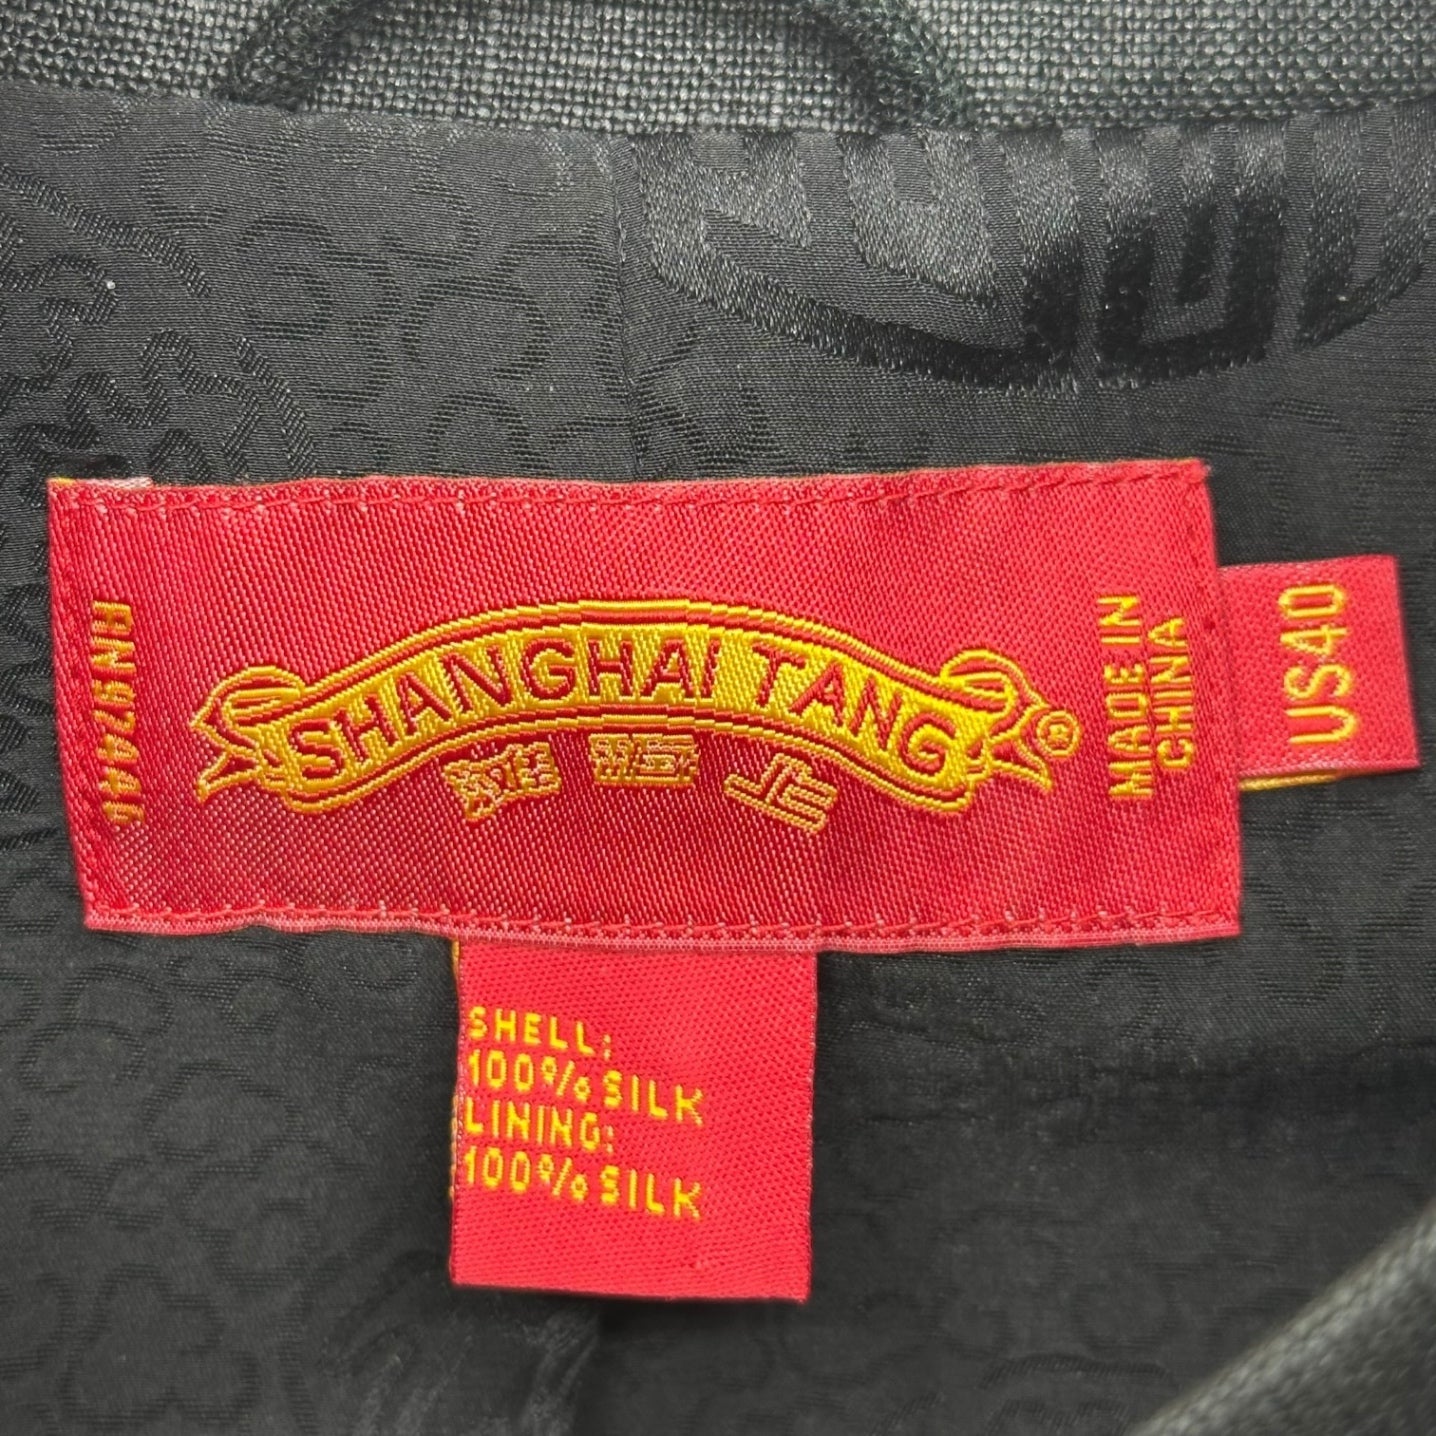 RN97446
SHANGHAI TANG®
上海灘
MADE IN
CHINA
US40
SHELL:
100%SILK
LINING:
100%SILK